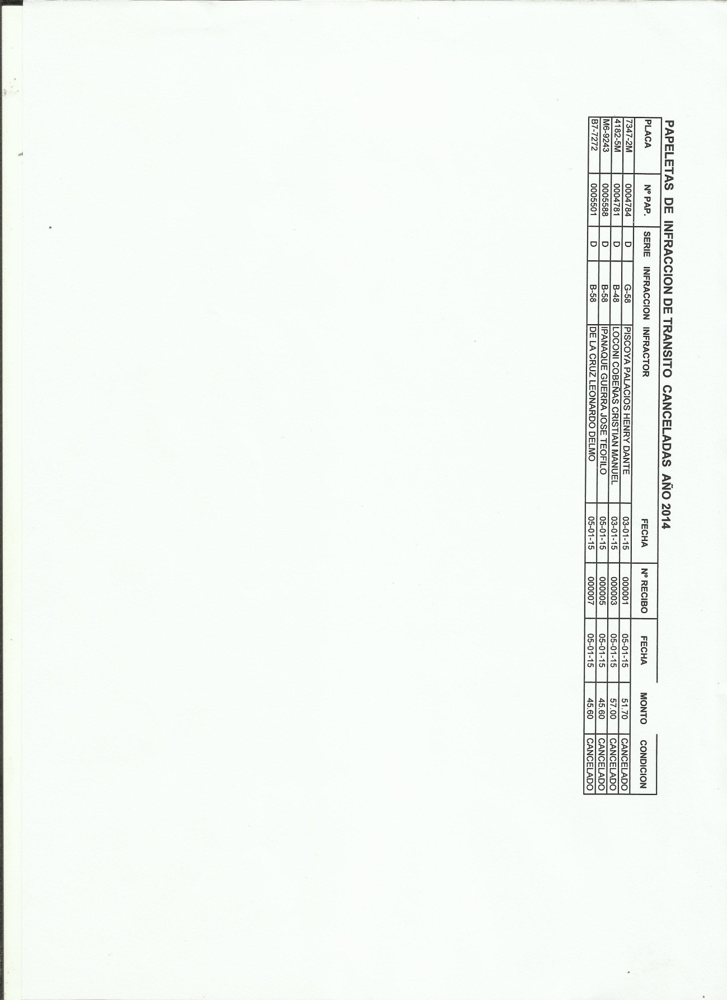 PAPELETAS DE INFRACCION DE TRANSITO CANCELADAS AÑO 2014
PLACA Nº PAP. SERIE INFRACCION INFRACTOR FECHA Nº RECIBO FECHA MONTO CONDICION
7347-2M 0004784 D G-58 PISCOYA PALACIOS HENRY DANTE 03-01-15 000001 05-01-15 51.70 CANCELADO
4182-5M 0004781 D B-48 LOCONI COBEÑAS CRISTIAN MANUEL 03-01-15 000003 05-01-15 57.00 CANCELADO
M6-9243 0005588 D B-58 IPANAQUE GUERRA JOSE TEOFILO 05-01-15 000005 05-01-15 45.60 CANCELADO
B7-7272 0005501 D B-58 DE LA CRUZ LEONARDO DELMO 05-01-15 000007 05-01-15 45.60 CANCELADO